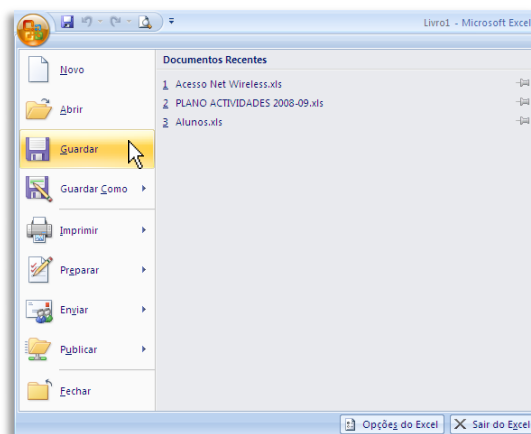 Livro1 - Microsoft Excel
Novo
Abrir
Guardar
Guardar Como
Imprimir
Preparar
Enviar
Publicar
Fechar
Documentos Recentes
1 Acesso Net Wireless.xls
2 PLANO ACTIVIDADES 2008-09.xls
3 Alunos.xls
Opções do Excel
Sair do Excel